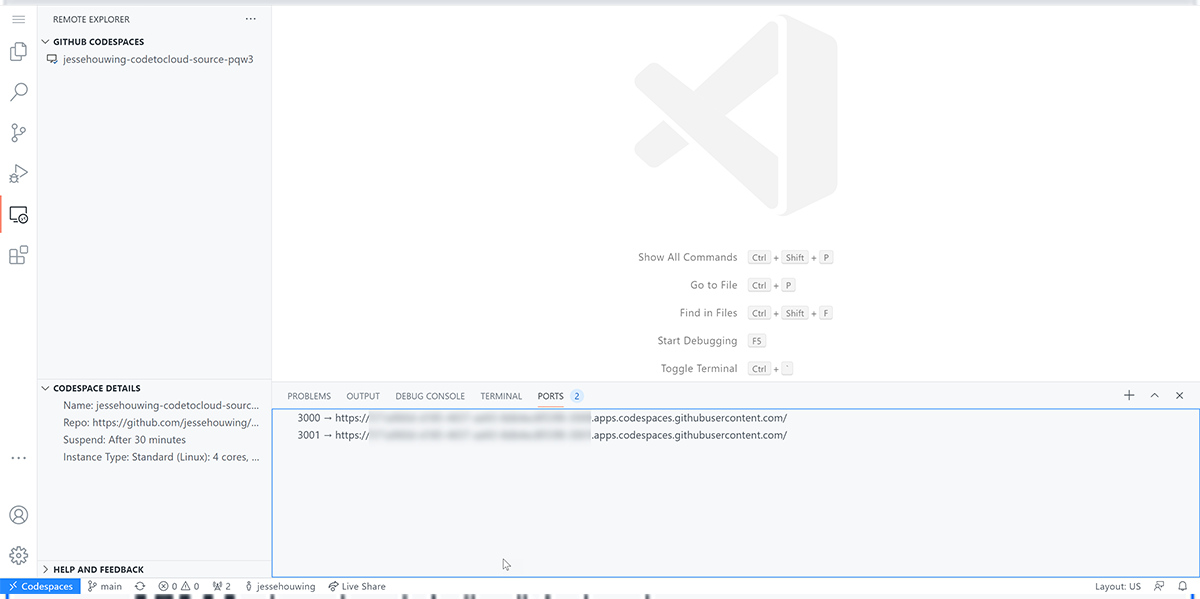 REMOTE EXPLORER
GITHUB CODESPACES
jessehouwing-codetocloud-source-pqw3
Show All Commands Ctrl + Shift + P
Go to File Ctrl + P
Find in Files Ctrl + Shift + F
Start Debugging F5
Toggle Terminal Ctrl + `
CODESPACE DETAILS
Name: jessehouwing-codetocloud-sourc...
Repo: https://github.com/jessehouwing/...
Suspend: After 30 minutes
Instance Type: Standard (Linux): 4 cores, ...
HELP AND FEEDBACK
PROBLEMS OUTPUT DEBUG CONSOLE TERMINAL PORTS 2
3000 → https:// .apps.codespaces.githubusercontent.com/
3001 → https:// .apps.codespaces.githubusercontent.com/
Codespaces main 0 0 2 jessehouwing Live Share Layout: US